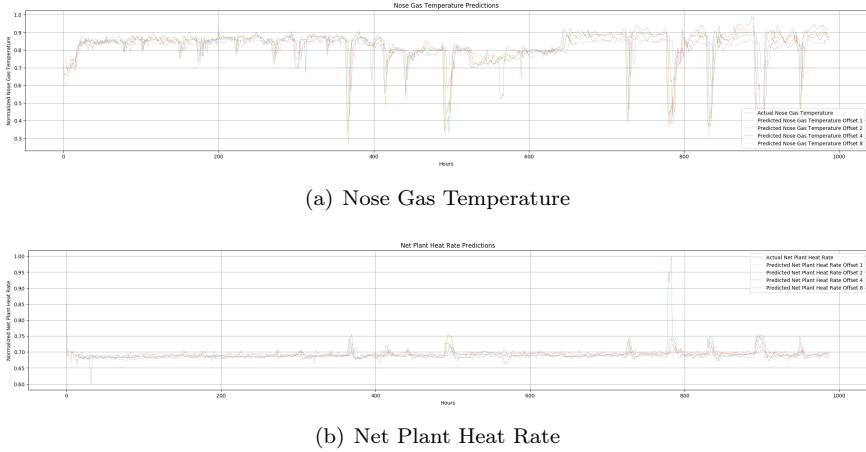 Nose Gas Temperature Predictions
Normalized Nose Gas Temperature
1.0
0.9
0.8
0.7
0.6
0.5
0.4
0.3
Actual Nose Gas Temperature
Predicted Nose Gas Temperature Offset 1
Predicted Nose Gas Temperature Offset 2
Predicted Nose Gas Temperature Offset 4
Predicted Nose Gas Temperature Offset 8
0 200 400 600 800 1000
Hours
(a) Nose Gas Temperature
Net Plant Heat Rate Predictions
Normalized Net Plant Heat Rate
1.00
0.95
0.90
0.85
0.80
0.75
0.70
0.65
0.60
Actual Net Plant Heat Rate
Predicted Net Plant Heat Rate Offset 1
Predicted Net Plant Heat Rate Offset 2
Predicted Net Plant Heat Rate Offset 4
Predicted Net Plant Heat Rate Offset 8
0 200 400 600 800 1000
Hours
(b) Net Plant Heat Rate